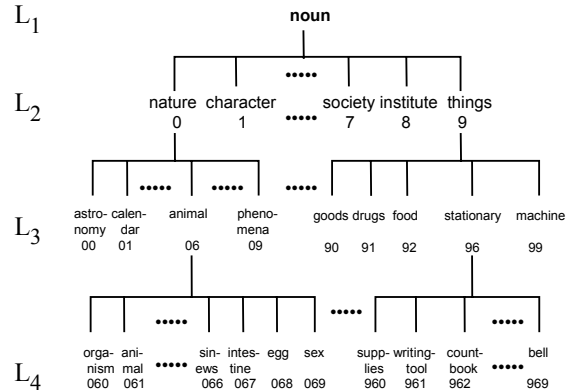 L1 noun
nature character ..... society institute things
L2 0 1 ..... 7 8 9
..... ..... .....
astro- calen- animal pheno- goods drugs food stationary machine
nomy dar mena
L3 00 01 06 09 90 91 92 96 99
.....
..... .....
orga- ani- sin- intes- egg sex supp- writing- count- bell
nism mal ..... ews tine lies tool book .....
L4 060 061 066 067 068 069 960 961 962 969